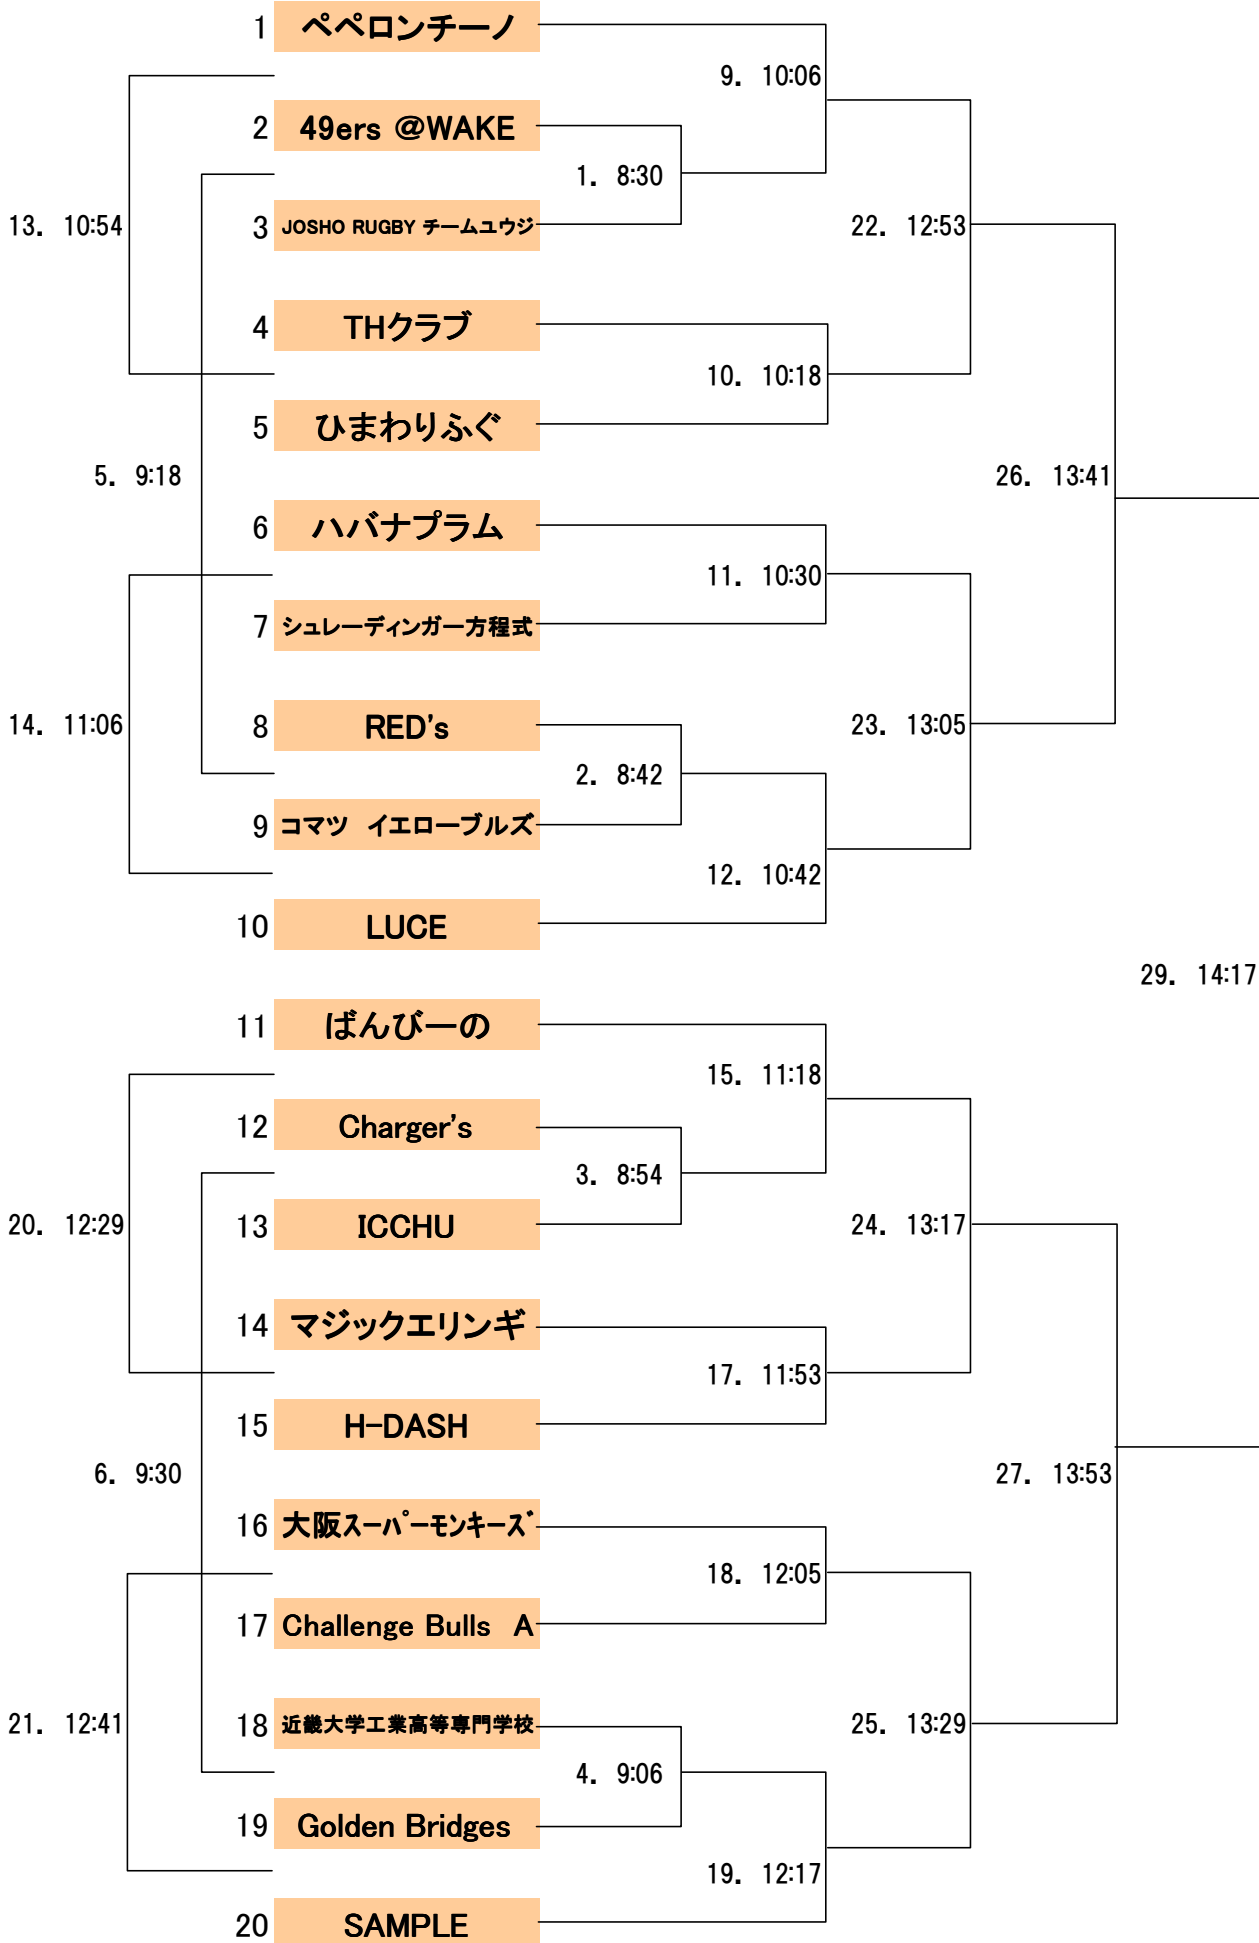 1 ペペロンチーノ
9. 10:06
2 49ers @WAKE
1. 8:30
13. 10:54
3 JOSHO RUGBY チームユウジ
22. 12:53
4 THクラブ
10. 10:18
5 ひまわりふぐ
5. 9:18
26. 13:41
6 ハバナプラム
11. 10:30
7 シュレーディンガー方程式
14. 11:06
8 RED's
23. 13:05
2. 8:42
9 コマツ　イエローブルズ
12. 10:42
10 LUCE
29. 14:17
11 ばんびーの
15. 11:18
12 Charger's
3. 8:54
20. 12:29
13 ICCHU
24. 13:17
14 マジックエリンギ
17. 11:53
15 H-DASH
6. 9:30
27. 13:53
16 大阪スーパーモンキーズ
18. 12:05
17 Challenge Bulls　A
21. 12:41
18 近畿大学工業高等専門学校
25. 13:29
4. 9:06
19 Golden Bridges
19. 12:17
20 SAMPLE